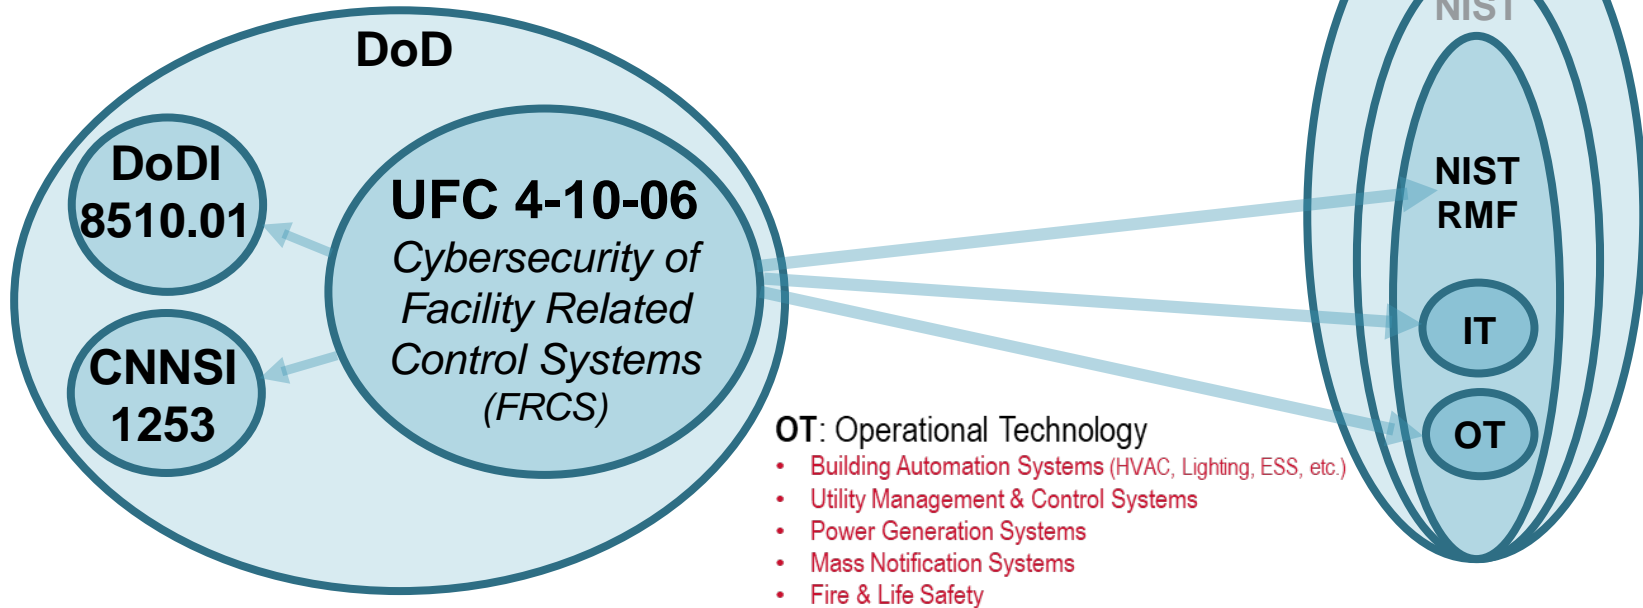 DoD
DoDI
8510.01
CNNSI
1253
UFC 4-10-06
Cybersecurity of
Facility Related
Control Systems
(FRCS)
NIST
NIST
RMF
IT
OT
OT: Operational Technology
• Building Automation Systems (HVAC, Lighting, ESS, etc.)
• Utility Management & Control Systems
• Power Generation Systems
• Mass Notification Systems
• Fire & Life Safety